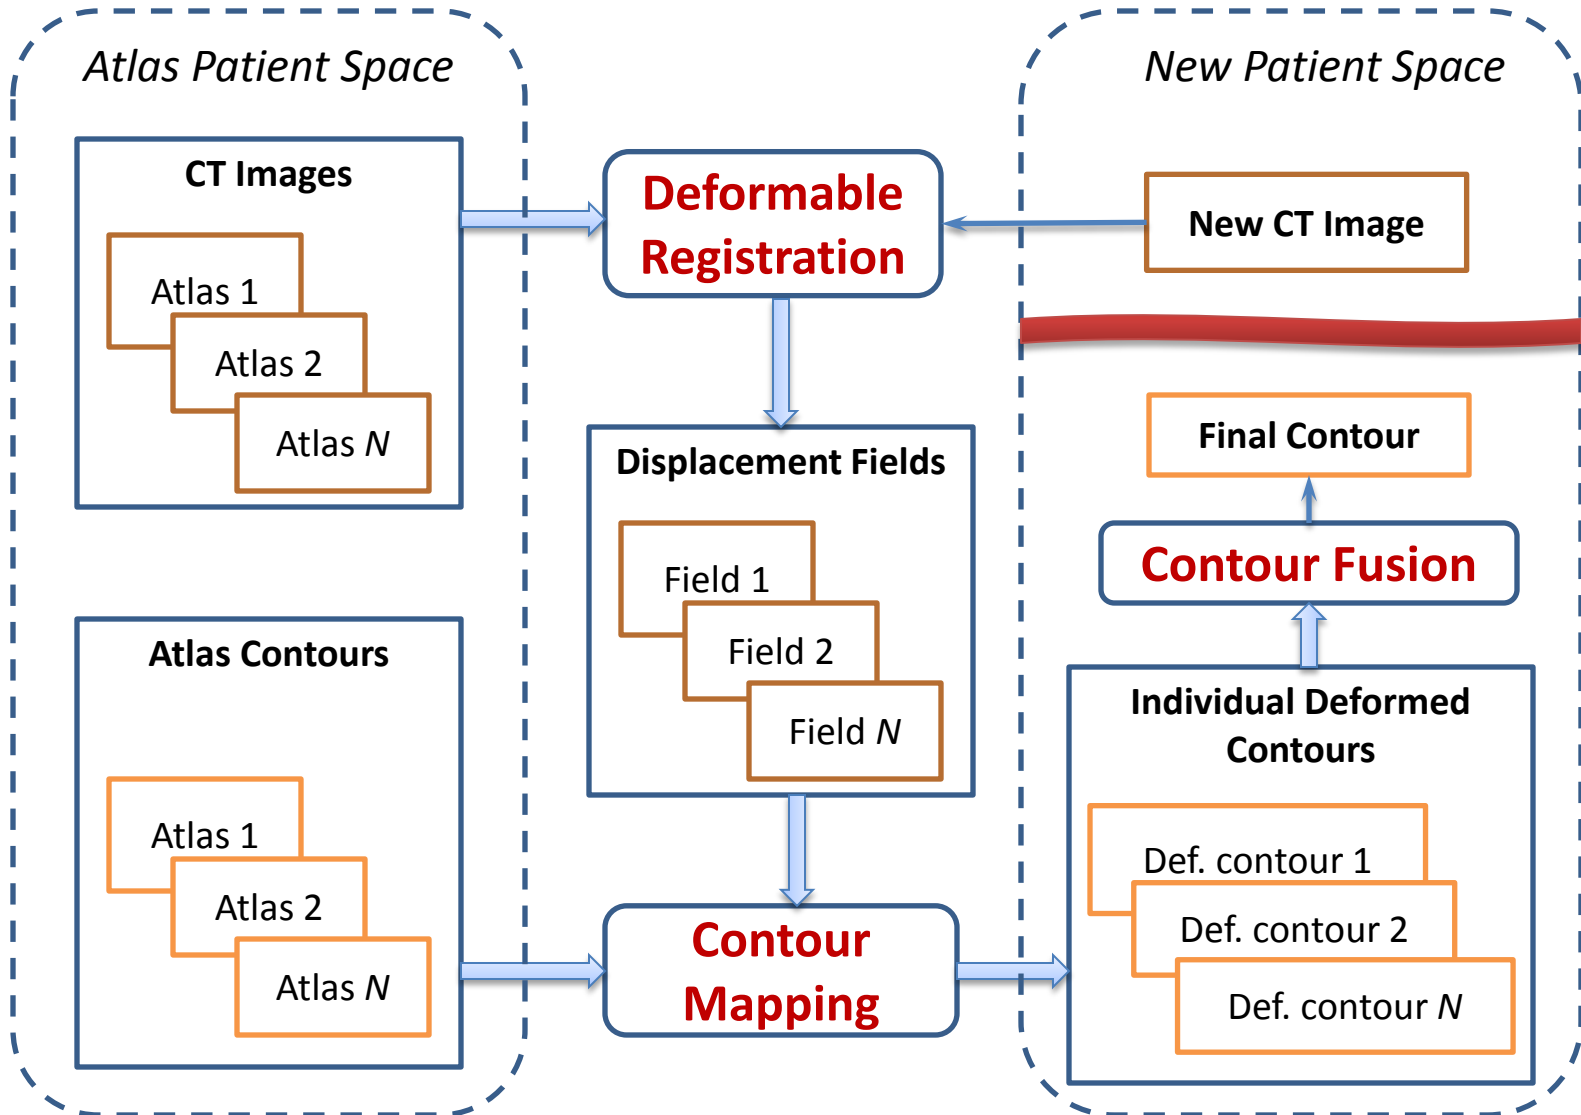 Atlas Patient Space
CT Images
Atlas 1
Atlas 2
Atlas N
Atlas Contours
Atlas 1
Atlas 2
Atlas N
Deformable
Registration
Displacement Fields
Field 1
Field 2
Field N
Contour
Mapping
New Patient Space
New CT Image
Final Contour
Contour Fusion
Individual Deformed
Contours
Def. contour 1
Def. contour 2
Def. contour N